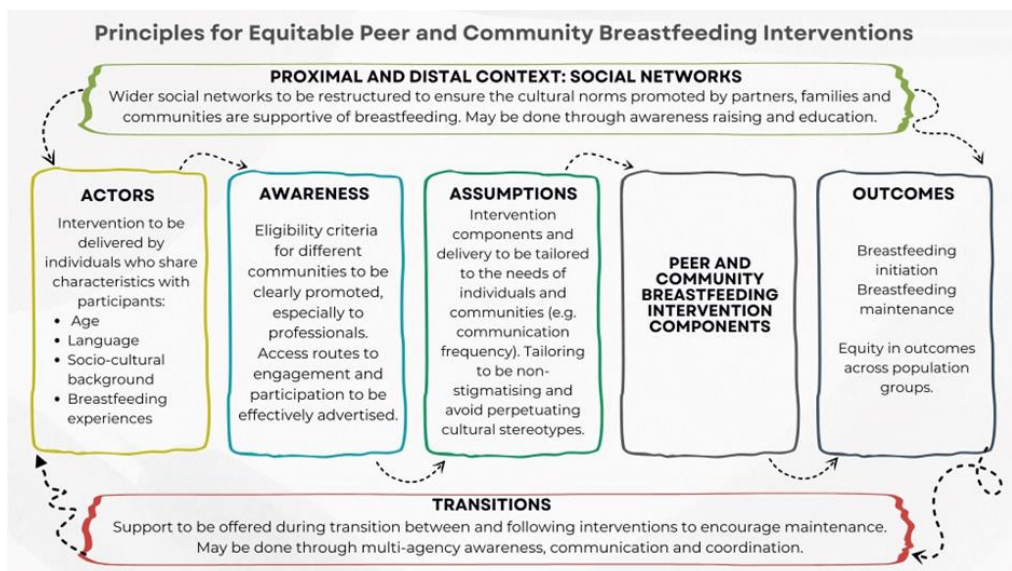 Principles for Equitable Peer and Community Breastfeeding Interventions
PROXIMAL AND DISTAL CONTEXT: SOCIAL NETWORKS
Wider social networks to be restructured to ensure the cultural norms promoted by partners, families and
communities are supportive of breastfeeding. May be done through awareness raising and education.
ACTORS
Intervention to be
delivered by
individuals who share
characteristics with
participants:
• Age
• Language
• Socio-cultural
background
• Breastfeeding
experiences
AWARENESS
Eligibility criteria
for different
communities to be
clearly promoted,
especially to
professionals.
Access routes to
engagement and
participation to be
effectively advertised.
ASSUMPTIONS
Intervention
components and
delivery to be tailored
to the needs of
individuals and
communities (e.g.
communication
frequency). Tailoring
to be non-
stigmatising and
avoid perpetuating
cultural stereotypes.
PEER AND
COMMUNITY
BREASTFEEDING
INTERVENTION
COMPONENTS
OUTCOMES
Breastfeeding
initiation
Breastfeeding
maintenance
Equity in outcomes
across population
groups.
TRANSITIONS
Support to be offered during transition between and following interventions to encourage maintenance.
May be done through multi-agency awareness, communication and coordination.